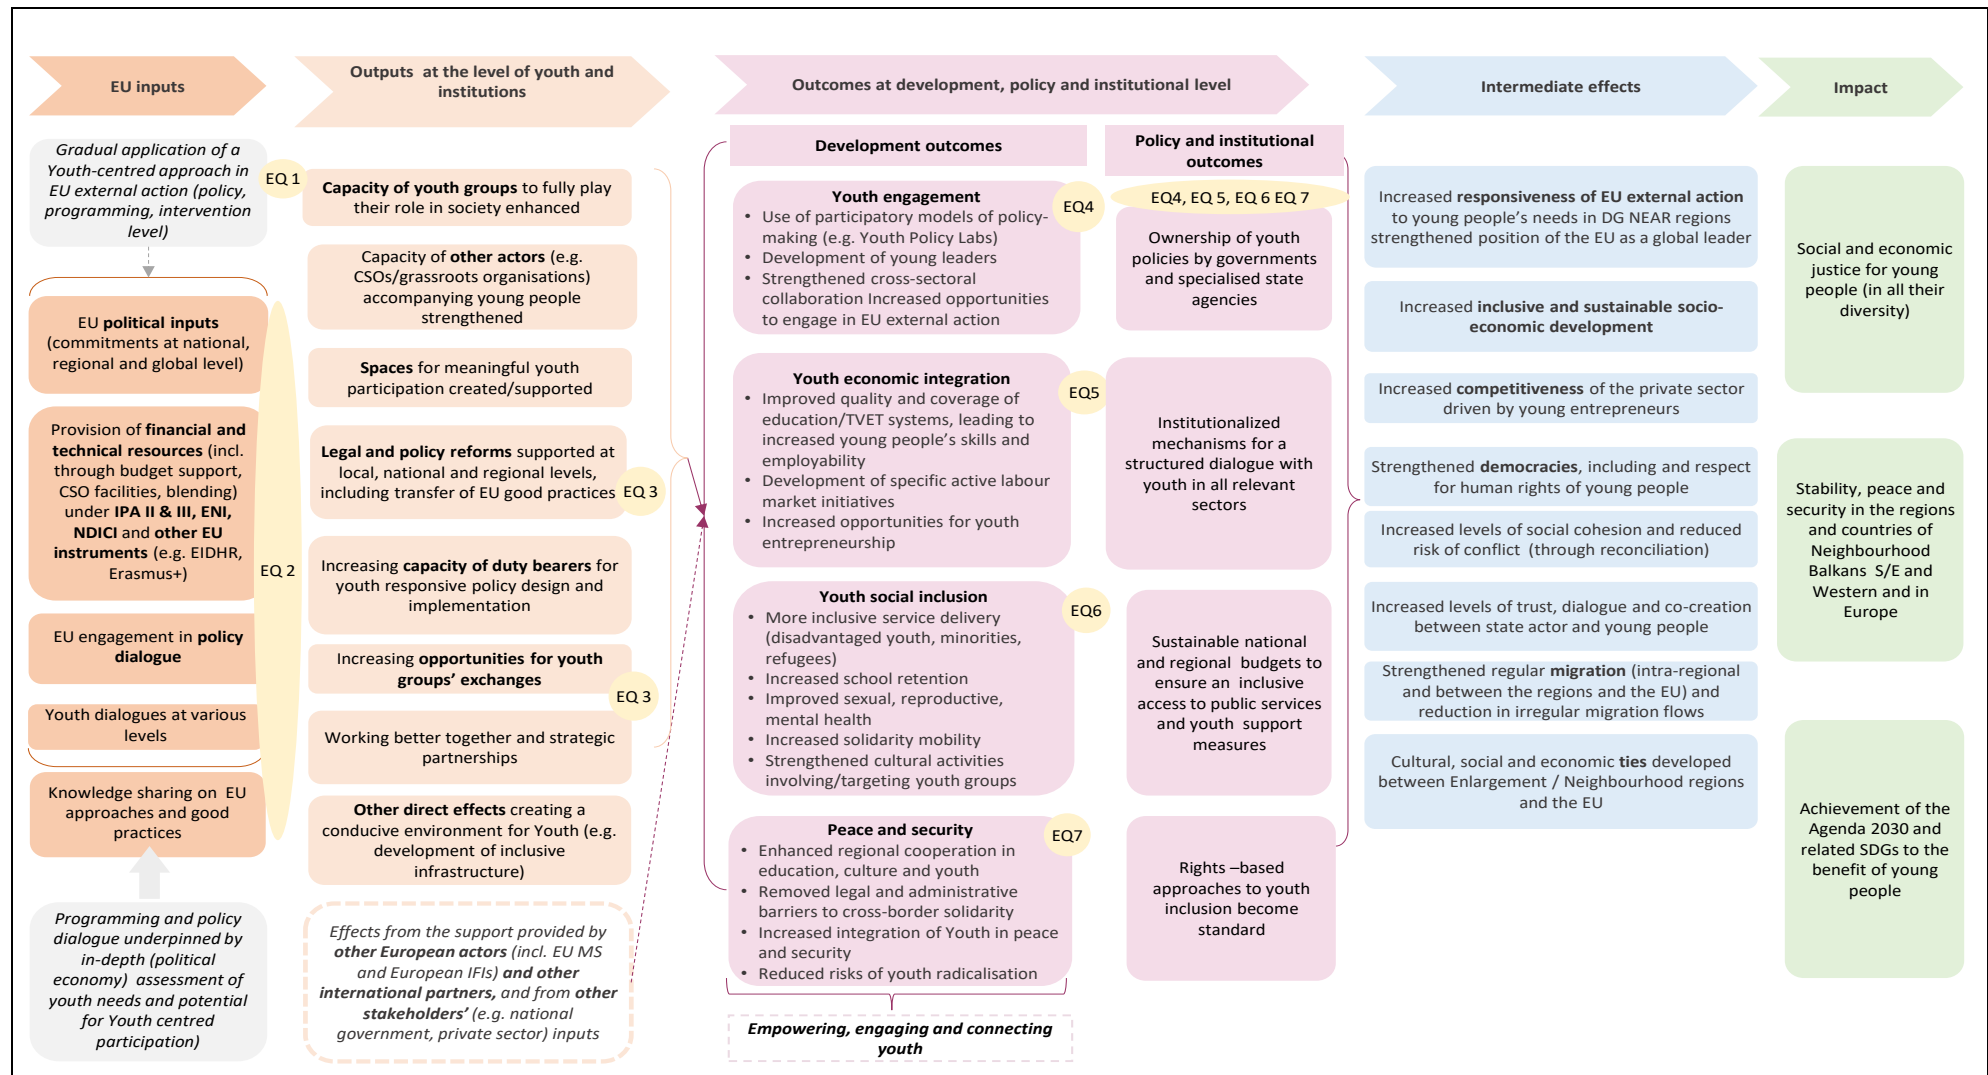 EU inputs
Outputs at the level of youth and
institutions
Outcomes at development, policy and institutional level
Intermediate effects
Impact
Gradual application of a
Youth-centred approach in
EU external action (policy,
programming, intervention
level)
EQ 1
EU political inputs
(commitments at national,
regional and global level)
Provision of financial and
technical resources (incl.
through budget support,
CSO facilities, blending)
under IPA II & III, ENI,
NDICI and other EU
instruments (e.g. EIDHR,
Erasmus+)
EQ 2
EU engagement in policy
dialogue
Youth dialogues at various
levels
Knowledge sharing on EU
approaches and good
practices
Programming and policy
dialogue underpinned by
in-depth (political
economy) assessment of
youth needs and potential
for Youth centred
participation)
Capacity of youth groups to fully play
their role in society enhanced
Capacity of other actors (e.g.
CSOs/grassroots organisations)
accompanying young people
strengthened
Spaces for meaningful youth
participation created/supported
Legal and policy reforms supported at
local, national and regional levels,
including transfer of EU good practices
EQ 3
Increasing capacity of duty bearers for
youth responsive policy design and
implementation
Increasing opportunities for youth
groups’ exchanges
EQ 3
Working better together and strategic
partnerships
Other direct effects creating a
conducive environment for Youth (e.g.
development of inclusive
infrastructure)
Effects from the support provided by
other European actors (incl. EU MS
and European IFIs) and other
international partners, and from other
stakeholders’ (e.g. national
government, private sector) inputs
Development outcomes
Youth engagement
• Use of participatory models of policy-
making (e.g. Youth Policy Labs)
• Development of young leaders
• Strengthened cross-sectoral
collaboration Increased opportunities
to engage in EU external action
EQ4
Youth economic integration
• Improved quality and coverage of
education/TVET systems, leading to
increased young people’s skills and
employability
• Development of specific active labour
market initiatives
• Increased opportunities for youth
entrepreneurship
EQ5
Youth social inclusion
• More inclusive service delivery
(disadvantaged youth, minorities,
refugees)
• Increased school retention
• Improved sexual, reproductive,
mental health
• Increased solidarity mobility
• Strengthened cultural activities
involving/targeting youth groups
EQ6
Peace and security
• Enhanced regional cooperation in
education, culture and youth
• Removed legal and administrative
barriers to cross-border solidarity
• Increased integration of Youth in peace
and security
• Reduced risks of youth radicalisation
EQ7
Empowering, engaging and connecting
youth
Policy and institutional
outcomes
EQ4, EQ 5, EQ 6 EQ 7
Ownership of youth
policies by governments
and specialised state
agencies
Institutionalized
mechanisms for a
structured dialogue with
youth in all relevant
sectors
Sustainable national
and regional budgets to
ensure an inclusive
access to public services
and youth support
measures
Rights –based
approaches to youth
inclusion become
standard
Increased responsiveness of EU external action
to young people’s needs in DG NEAR regions
strengthened position of the EU as a global leader
Increased inclusive and sustainable socio-
economic development
Increased competitiveness of the private sector
driven by young entrepreneurs
Strengthened democracies, including and respect
for human rights of young people
Increased levels of social cohesion and reduced
risk of conflict (through reconciliation)
Increased levels of trust, dialogue and co-creation
between state actor and young people
Strengthened regular migration (intra-regional
and between the regions and the EU) and
reduction in irregular migration flows
Cultural, social and economic ties developed
between Enlargement / Neighbourhood regions
and the EU
Social and economic
justice for young
people (in all their
diversity)
Stability, peace and
security in the regions
and countries of
Neighbourhood
Balkans S/E and
Western and in
Europe
Achievement of the
Agenda 2030 and
related SDGs to the
benefit of young
people